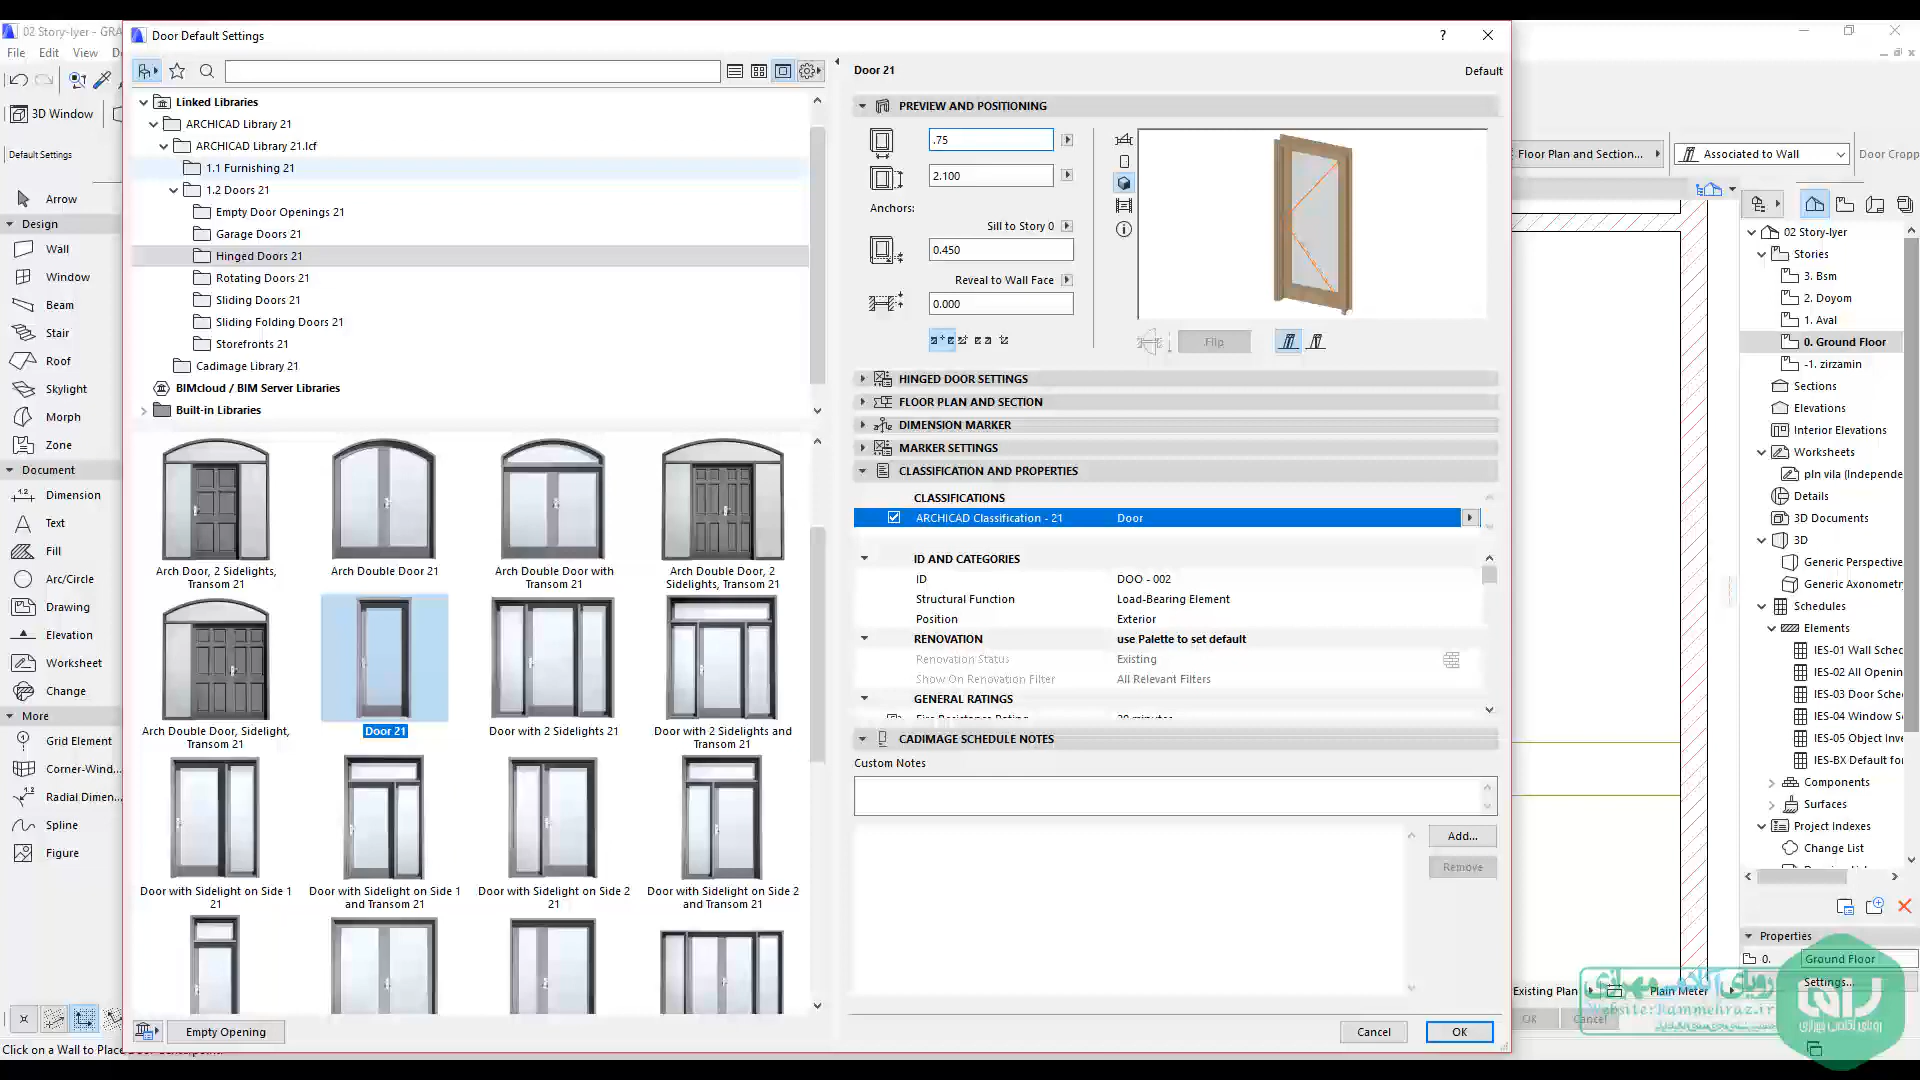 02 Story-Iyer - GRA
File Edit View D
3D Window
Default Settings
Arrow
Design
Wall
Window
Beam
Stair
Roof
Skylight
Morph
Zone
Document
Dimension
Text
Fill
Arc/Circle
Drawing
Elevation
Worksheet
Change
More
Grid Element
Corner-Wind...
Radial Dimen...
Spline
Figure
Click on a Wall to Place
Door Default Settings
?
Linked Libraries
ARCHICAD Library 21
ARCHICAD Library 21.lcf
1.1 Furnishing 21
1.2 Doors 21
Empty Door Openings 21
Garage Doors 21
Hinged Doors 21
Rotating Doors 21
Sliding Doors 21
Sliding Folding Doors 21
Storefronts 21
Cadimage Library 21
BIMcloud / BIM Server Libraries
Built-in Libraries
Arch Door, 2 Sidelights, Transom 21
Arch Double Door 21
Arch Double Door with Transom 21
Arch Double Door, 2 Sidelights, Transom 21
Arch Double Door, Sidelight, Transom 21
Door 21
Door with 2 Sidelights 21
Door with 2 Sidelights and Transom 21
Door with Sidelight on Side 1 21
Door with Sidelight on Side 1 and Transom 21
Door with Sidelight on Side 2 21
Door with Sidelight on Side 2 and Transom 21
Empty Opening
Door 21
Default
PREVIEW AND POSITIONING
.75
2.100
Anchors:
Sill to Story 0
0.450
Reveal to Wall Face
0.000
Flip
HINGED DOOR SETTINGS
FLOOR PLAN AND SECTION
DIMENSION MARKER
MARKER SETTINGS
CLASSIFICATION AND PROPERTIES
CLASSIFICATIONS
ARCHICAD Classification - 21 Door
ID AND CATEGORIES
ID DOO - 002
Structural Function Load-Bearing Element
Position Exterior
RENOVATION use Palette to set default
Renovation Status Existing
Show On Renovation Filter All Relevant Filters
GENERAL RATINGS
Fire Resistance Rating 30 minutes
CADIMAGE SCHEDULE NOTES
Custom Notes
Add...
Remove
Cancel OK
Floor Plan and Section...
Associated to Wall
Door Cropp
02 Story-Iyer
Stories
3. Bsm
2. Doyom
1. Aval
0. Ground Floor
-1. zirzamin
Sections
Elevations
Interior Elevations
Worksheets
pln vila (Independe
Details
3D Documents
3D
Generic Perspective
Generic Axonometr
Schedules
Elements
IES-01 Wall Sched
IES-02 All Openin
IES-03 Door Sche
IES-04 Window S
IES-05 Object Inve
IES-BX Default for
Components
Surfaces
Project Indexes
Change List
Properties
0. Ground Floor
Settings...
Existing Plan
Plain Meter
OK Cancel
Website:Rammehraz.ir